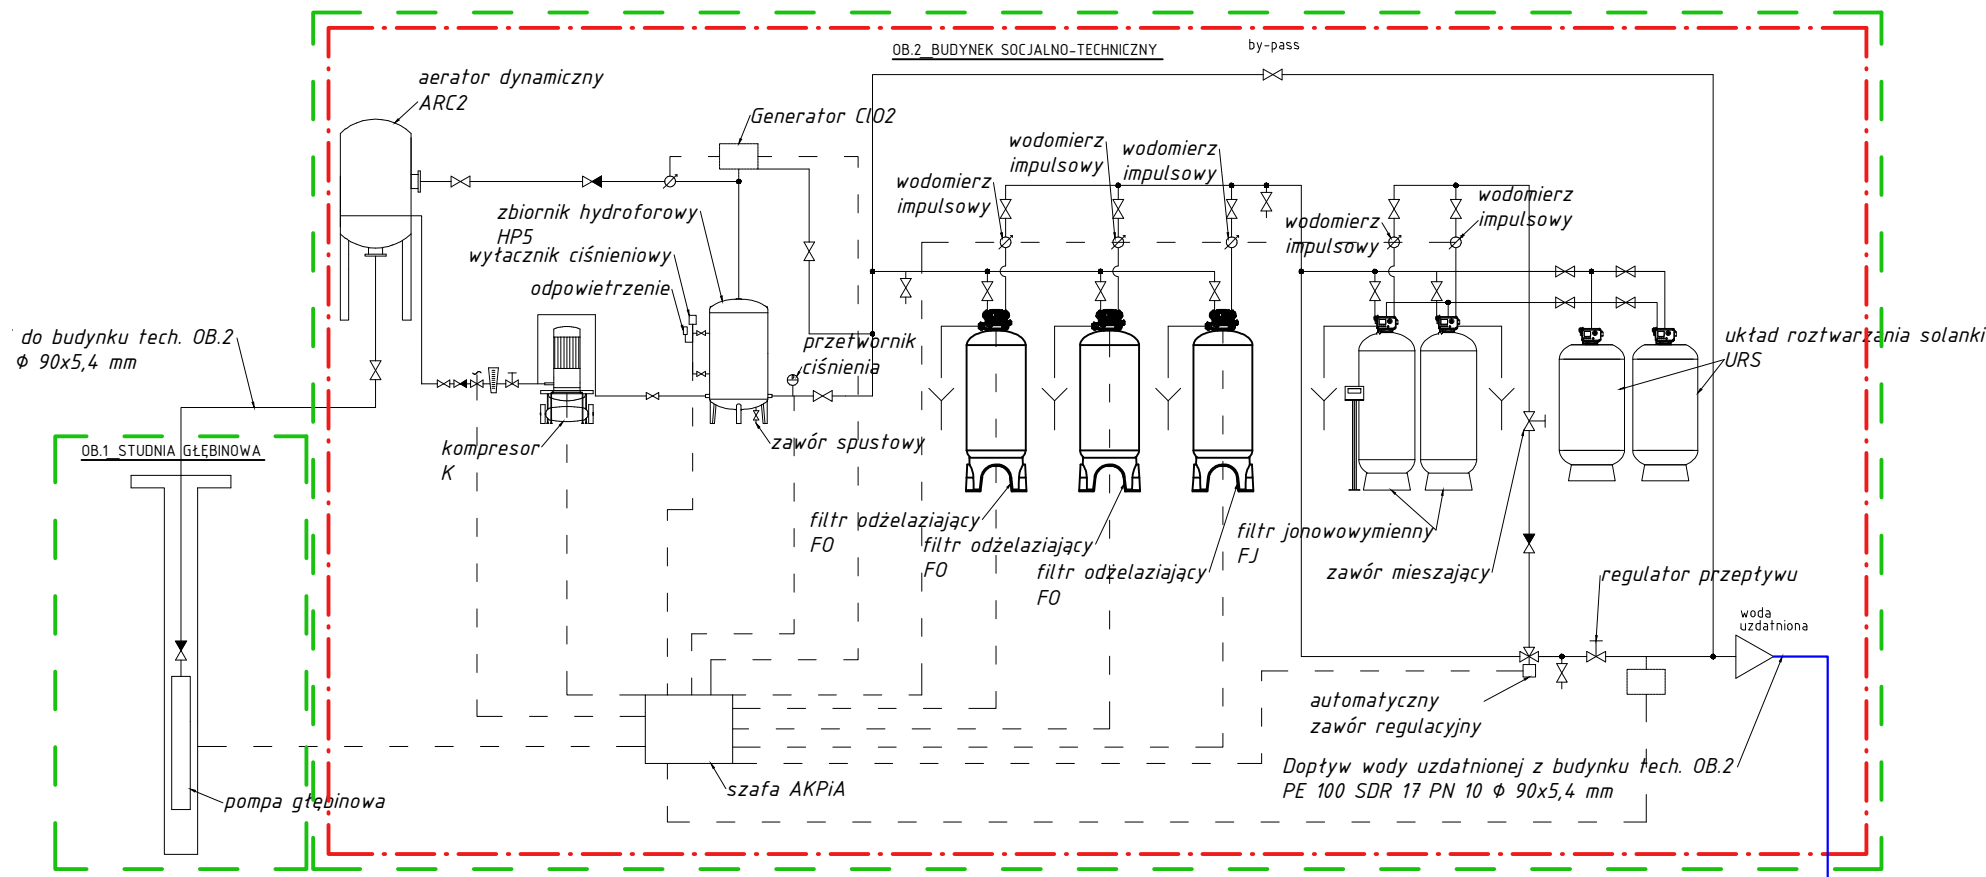 OB.2_BUDYNEK SOCJALNO-TECHNICZNY
by-pass
aerator dynamiczny
ARC2
Generator ClO2
wodomierz
impulsowy
wodomierz
impulsowy
wodomierz
impulsowy
wodomierz
impulsowy
wodomierz
impulsowy
zbiornik hydroforowy
HP5
wyłacznik ciśnieniowy
odpowietrzenie
przetwornik
ciśnienia
do budynku tech. OB.2
Φ 90x5,4 mm
układ roztwarzania solanki
URS
OB.1_STUDNIA GŁĘBINOWA
kompresor
K
zawór spustowy
filtr odżelaziający
FO
filtr odżelaziający
FO
filtr odżelaziający
FO
filtr jonowowymienny
FJ
zawór mieszający
regulator przepływu
woda
uzdatniona
automatyczny
zawór regulacyjny
Dopływ wody uzdatnionej z budynku tech. OB.2
PE 100 SDR 17 PN 10 Φ 90x5,4 mm
szafa AKPiA
pompa głębinowa